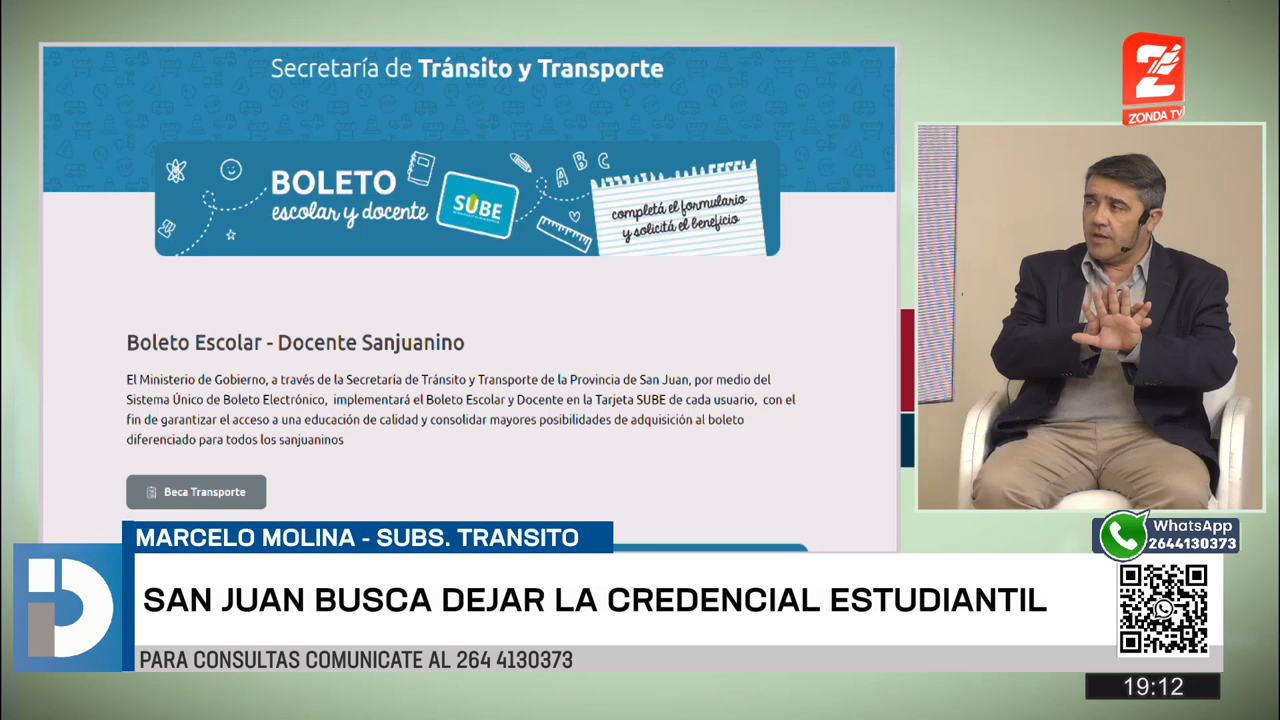 Secretaría de Tránsito y Transporte
BOLETO
escolar y docente
SUBE
A B C
completá el formulario
y solicitá el beneficio
Boleto Escolar - Docente Sanjuanino
El Ministerio de Gobierno, a través de la Secretaría de Tránsito y Transporte de la Provincia de San Juan, por medio del
Sistema Único de Boleto Electrónico, implementará el Boleto Escolar y Docente en la Tarjeta SUBE de cada usuario, con el
fin de garantizar el acceso a una educación de calidad y consolidar mayores posibilidades de adquisición al boleto
diferenciado para todos los sanjuaninos
Beca Transporte
Z
ZONDA TV
MARCELO MOLINA - SUBS. TRANSITO
SAN JUAN BUSCA DEJAR LA CREDENCIAL ESTUDIANTIL
PARA CONSULTAS COMUNICATE AL 264 4130373
WhatsApp
2644130373
19:12